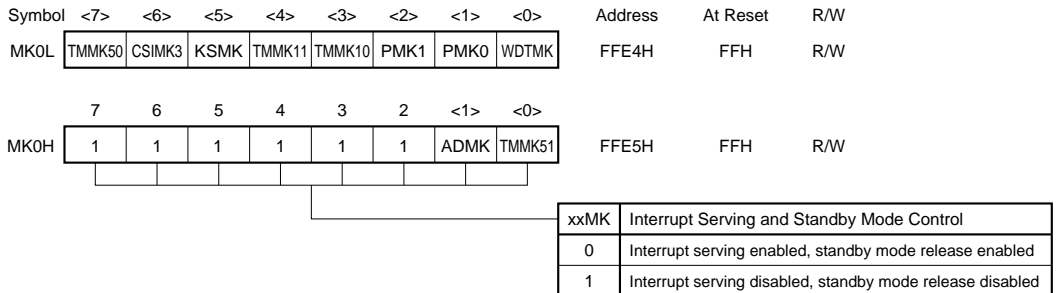 Symbol <7> <6> <5> <4> <3> <2> <1> <0> Address At Reset R/W
MK0L TMMK50 CSIMK3 KSMK TMMK11 TMMK10 PMK1 PMK0 WDTMK FFE4H FFH R/W
7 6 5 4 3 2 <1> <0>
MK0H 1 1 1 1 1 1 ADMK TMMK51 FFE5H FFH R/W
xxMK Interrupt Serving and Standby Mode Control
0 Interrupt serving enabled, standby mode release enabled
1 Interrupt serving disabled, standby mode release disabled